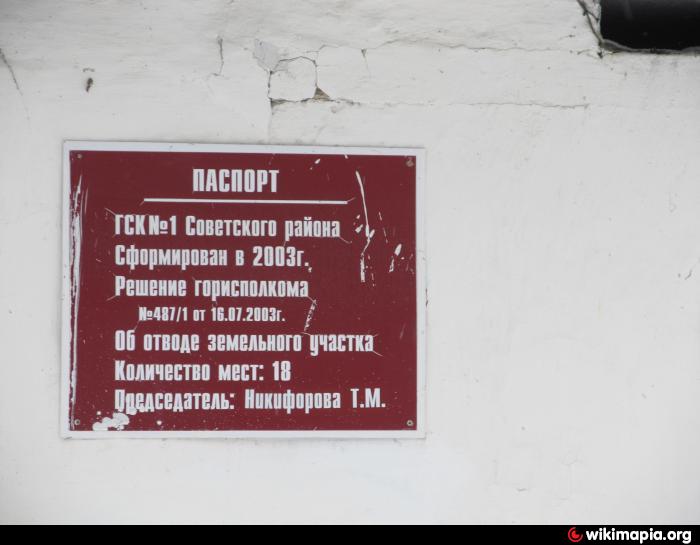 ПАСПОРТ
ГСК №1 Советского района
Сформирован в 2003г.
Решение горисполкома
№487/1 от 16.07.2003г.
Об отводе земельного участка
Количество мест: 18
Председатель: Никифорова Т.М.
wikimapia.org